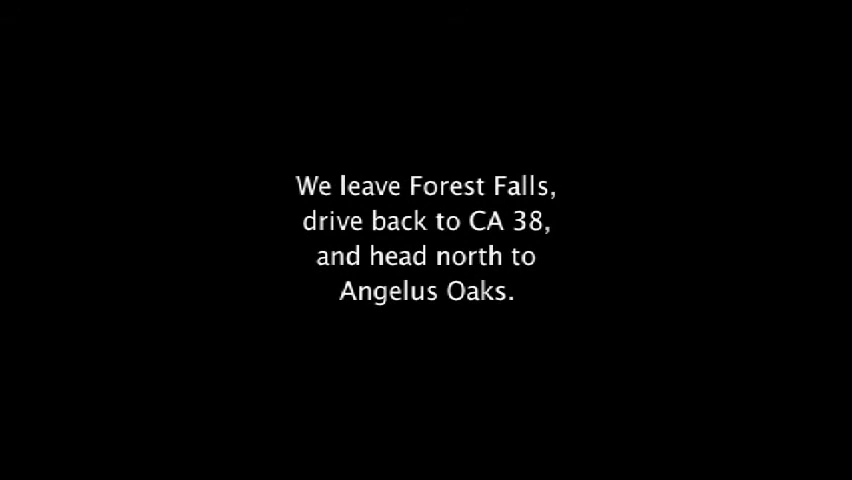 We leave Forest Falls,
drive back to CA 38,
and head north to
Angelus Oaks.